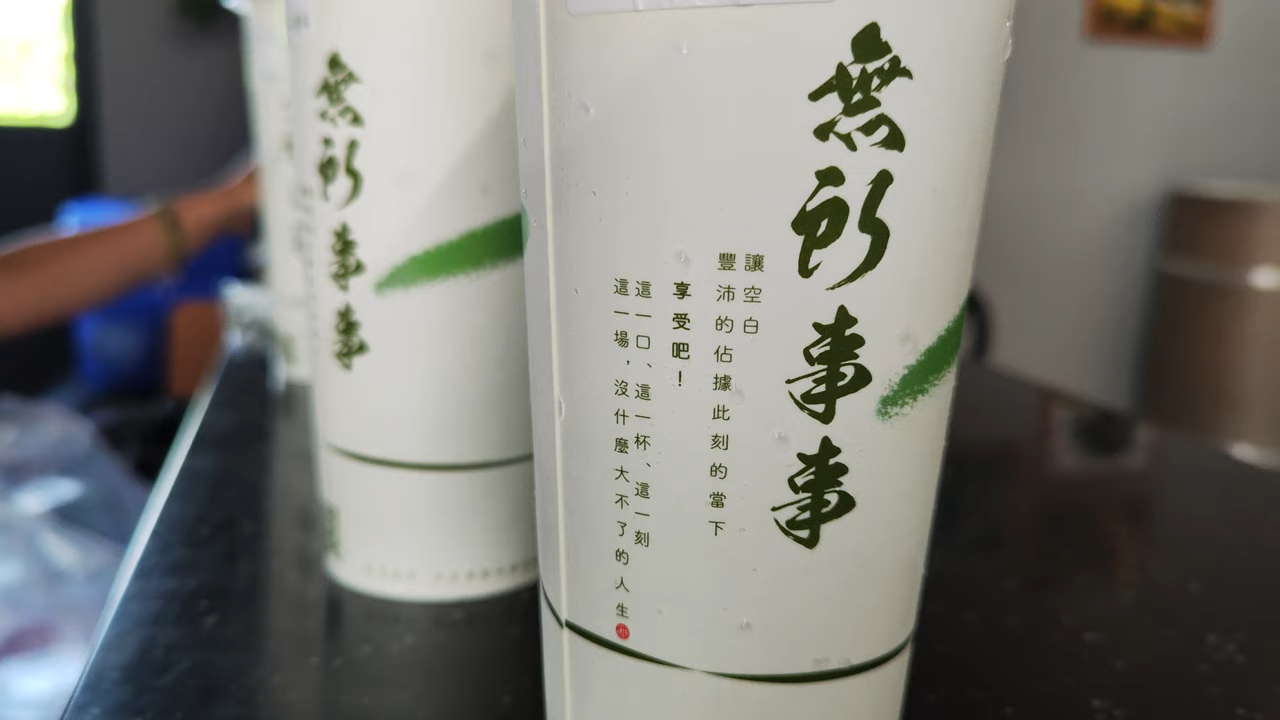 無所事事
讓空白
豐沛的佔據此刻的當下
享受吧！
這一口、這一杯、這一刻
這一場，沒什麼大不了的人生
無所事事